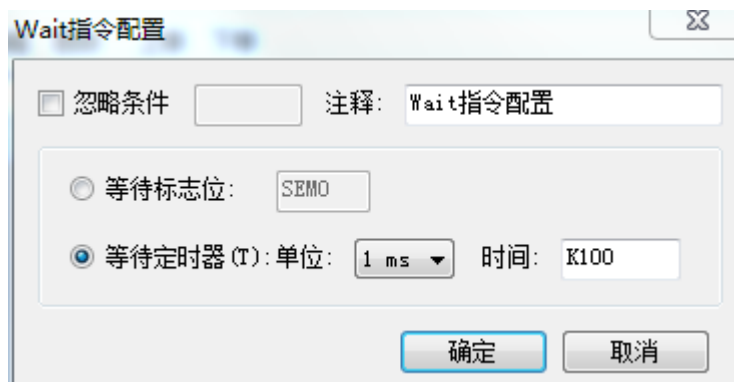 Wait指令配置
忽略条件 注释: Wait指令配置
等待标志位: SEM0
等待定时器(T):单位: 1 ms 时间: K100
确定 取消